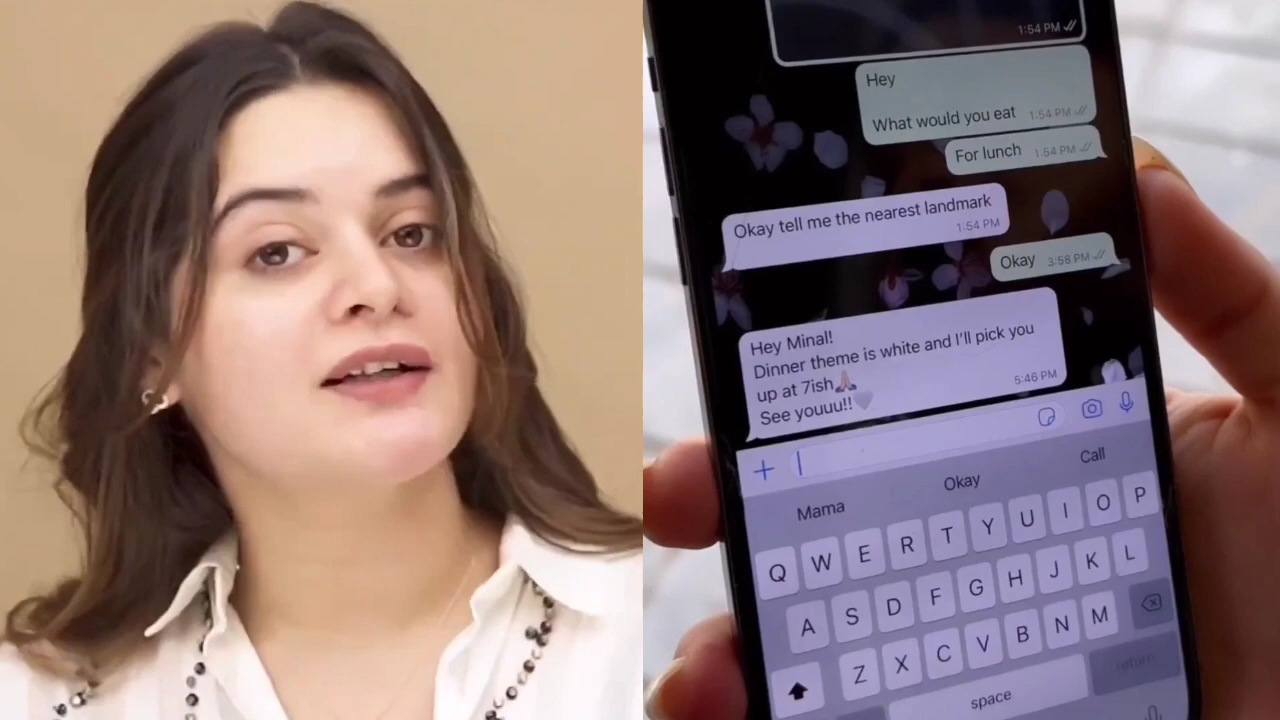 1:54 PM
Hey
What would you eat 1:54 PM
For lunch 1:54 PM
Okay tell me the nearest landmark
1:54 PM
Okay 3:58 PM
Hey Minal!
Dinner theme is white and I'll pick you
up at 7ish🙏🏻
See youuu!!🤍
5:46 PM
Mama Okay Call
Q W E R T Y U I O P
A S D F G H J K L
Z X C V B N M
space return